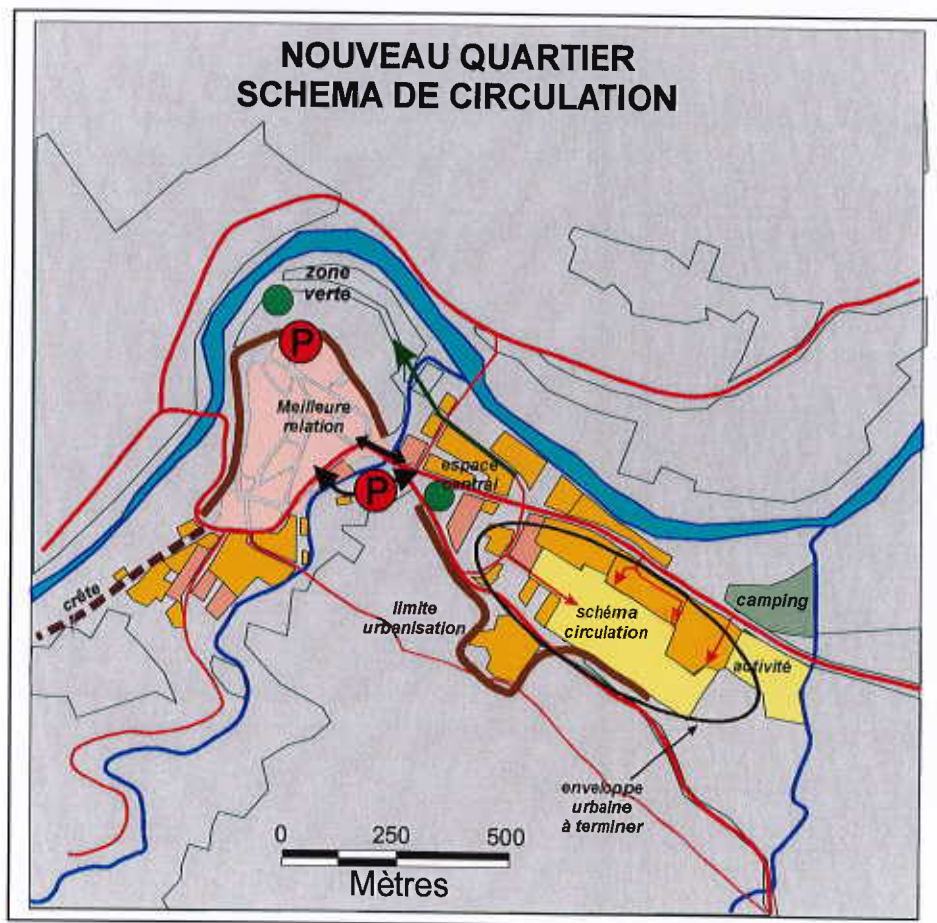 NOUVEAU QUARTIER
SCHEMA DE CIRCULATION
zone
verte
P
Meilleure
relation
espace
central
P
crête
limite
urbanisation
schéma
circulation
camping
activité
enveloppe
urbaine
à terminer
0 250 500
Mètres